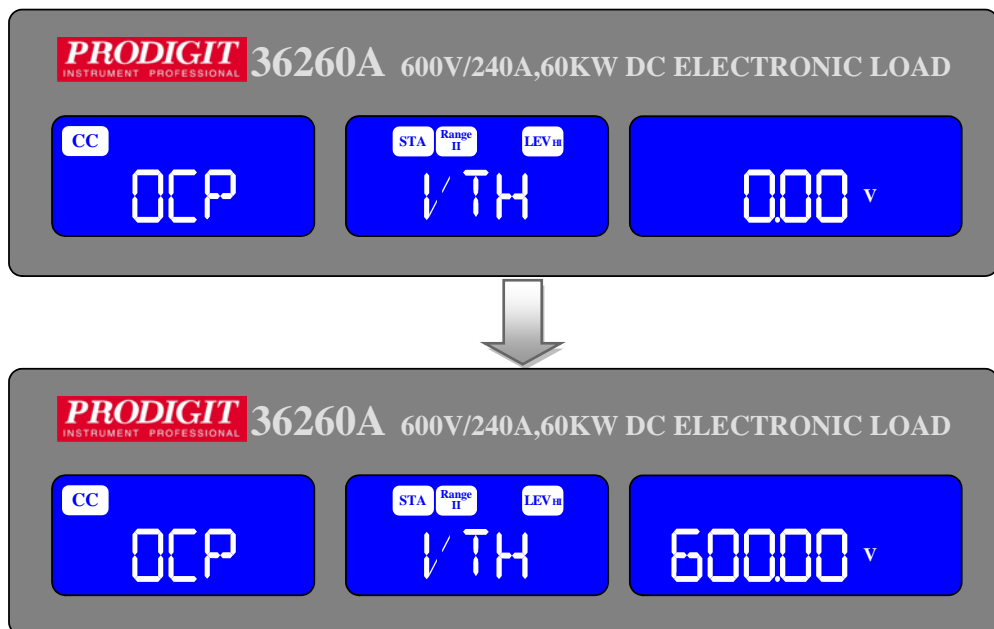 PRODIGIT 36260A 600V/240A,60KW DC ELECTRONIC LOAD
INSTRUMENT PROFESSIONAL
CC STA Range II LEV HI
OCP VTH 0.00 V
PRODIGIT 36260A 600V/240A,60KW DC ELECTRONIC LOAD
INSTRUMENT PROFESSIONAL
CC STA Range II LEV HI
OCP VTH 600.00 V